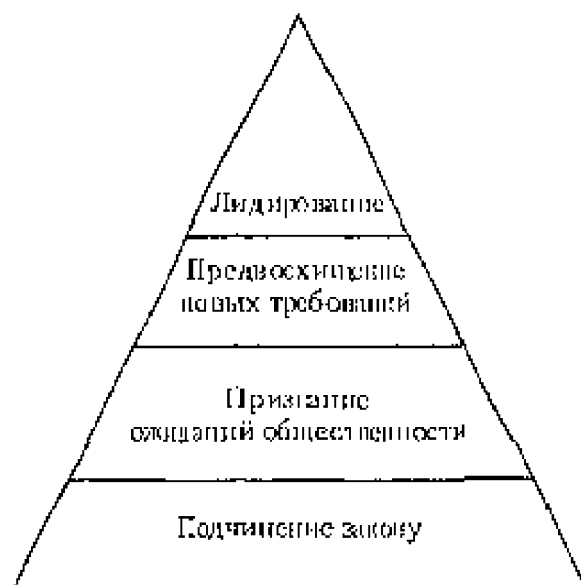 Лидирование
Предвосхищение
новых требований
Признание
ожиданий общественности
Подчинение закону